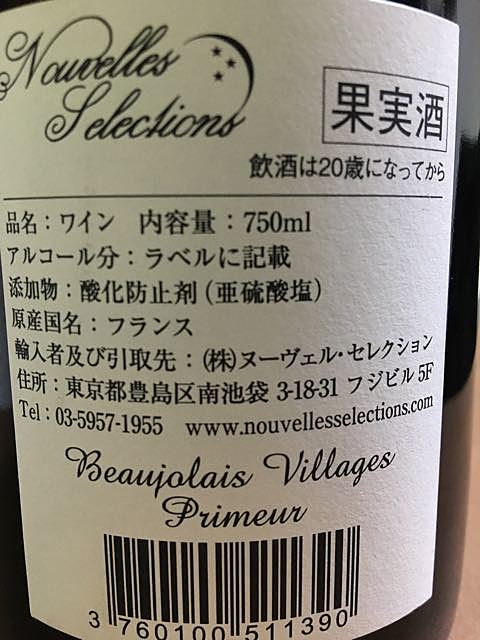 Nouvelles
Selections
果実酒
飲酒は20歳になってから
品名：ワイン 内容量：750ml
アルコール分：ラベルに記載
添加物：酸化防止剤（亜硫酸塩）
原産国名：フランス
輸入者及び引取先：(株)ヌーヴェル・セレクション
住所：東京都豊島区南池袋 3-18-31 フジビル 5F
Tel：03-5957-1955 www.nouvellesselections.com
Beaujolais Villages
Primeur
3 760100 511390